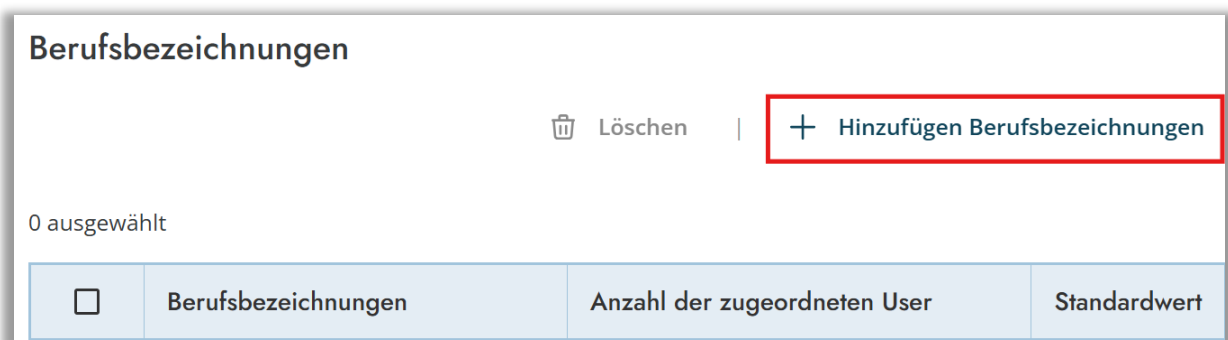 Berufsbezeichnungen
Löschen | + Hinzufügen Berufsbezeichnungen
0 ausgewählt
Berufsbezeichnungen Anzahl der zugeordneten User Standardwert